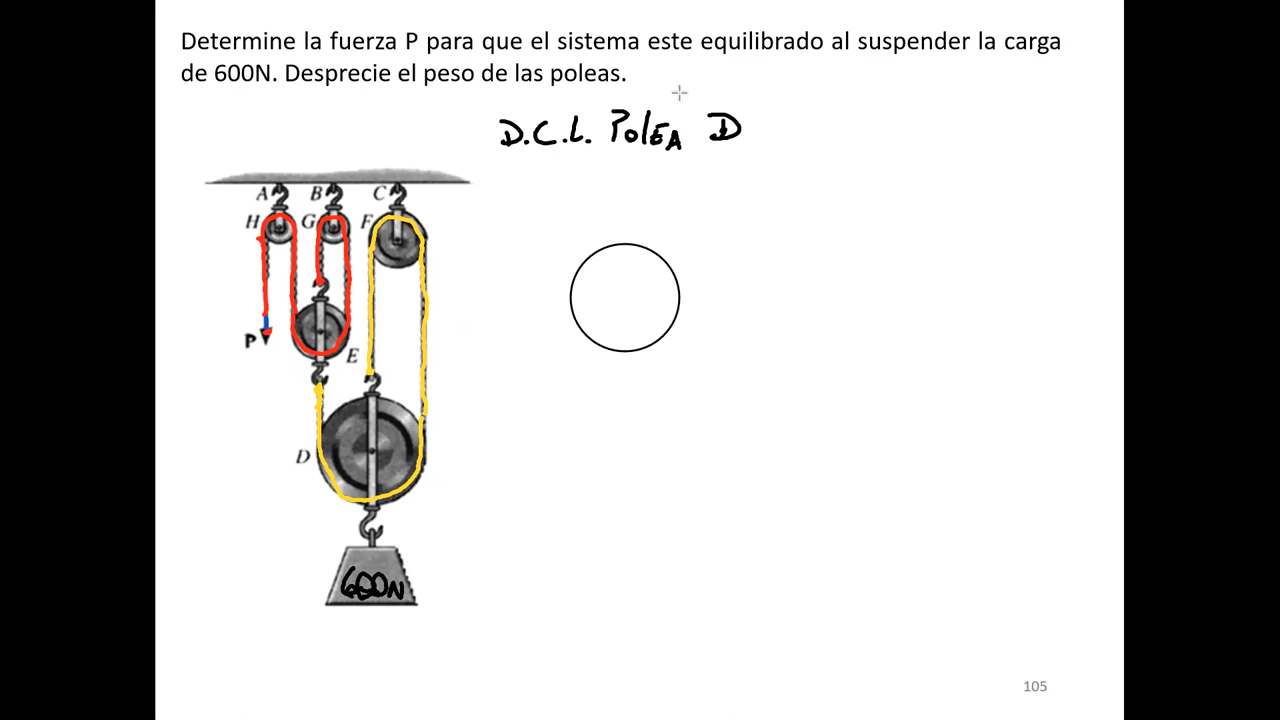 Determine la fuerza P para que el sistema este equilibrado al suspender la carga
de 600N. Desprecie el peso de las poleas.
D.C.L. POLEA D
A B C
H G F
P
E
D
600N
105